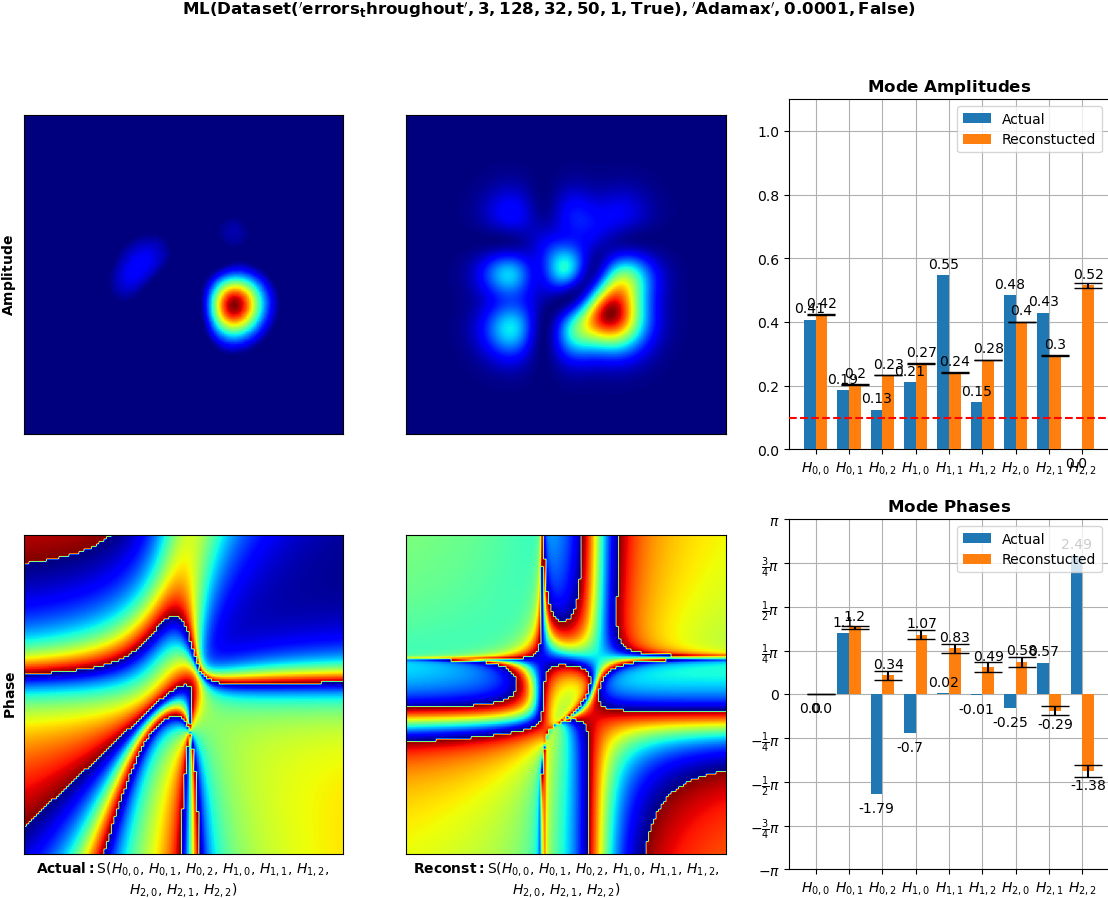 ML(Dataset('errors_throughout', 3, 128, 32, 50, 1, True), 'Adamax', 0.0001, False)
Amplitude
Mode Amplitudes
Actual
Reconstucted
1.0
0.8
0.6
0.4
0.2
0.0
0.41
0.42
0.19
0.2
0.13
0.23
0.21
0.27
0.55
0.24
0.15
0.28
0.48
0.4
0.43
0.3
0.0
0.52
H0,0 H0,1 H0,2 H1,0 H1,1 H1,2 H2,0 H2,1 H2,2
Phase
Actual: S(H0,0, H0,1, H0,2, H1,0, H1,1, H1,2,
H2,0, H2,1, H2,2)
Reconst: S(H0,0, H0,1, H0,2, H1,0, H1,1, H1,2,
H2,0, H2,1, H2,2)
Mode Phases
Actual
Reconstucted
π
3/4π
1/2π
1/4π
0
−1/4π
−1/2π
−3/4π
−π
0.0
0.0
1.2
-1.79
0.34
-0.7
1.07
0.02
0.83
-0.01
0.49
-0.25
0.58
0.57
-0.29
2.49
-1.38
H0,0 H0,1 H0,2 H1,0 H1,1 H1,2 H2,0 H2,1 H2,2